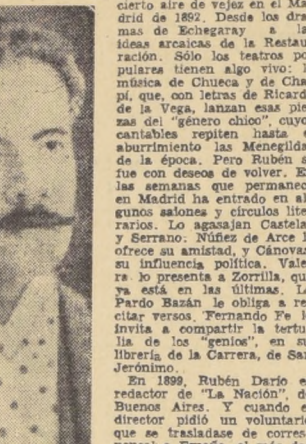 cierto aire de vejez en el Ma-
drid de 1892. Desde los dra-
mas de Echegaray a las
ideas arcaicas de la Restau-
ración. Sólo los teatros po-
pulares tienen algo vivo:
música de Chueca y de Cha-
pí, que, con letras de Ricard
de la Vega, lanzan esas pie
zas del "género chico", cuyo
cantables repiten hasta
aburrimiento las Menegilda
de la época. Pero Rubén s
fue con deseos de volver. E
las semanas que permanec
en Madrid ha entrado en al
gunos salones y círculos lite
rarios. Lo agasajan Castela
y Serrano; Núñez de Arce l
ofrece su amistad, y Cánova
su influencia política. Vale
ra lo presenta a Zorrilla, qu
ya está en las últimas. L
Pardo Bazán le obliga a re
citar versos. Fernando Fe l
invita a compartir la tertu
lia de los "genios", en su
librería de la Carrera, de Sa
Jerónimo.
En 1899, Rubén Darío e
redactor de "La Nación", d
Buenos Aires. Y cuando e
director pidió un voluntari
que se trasladase de corres